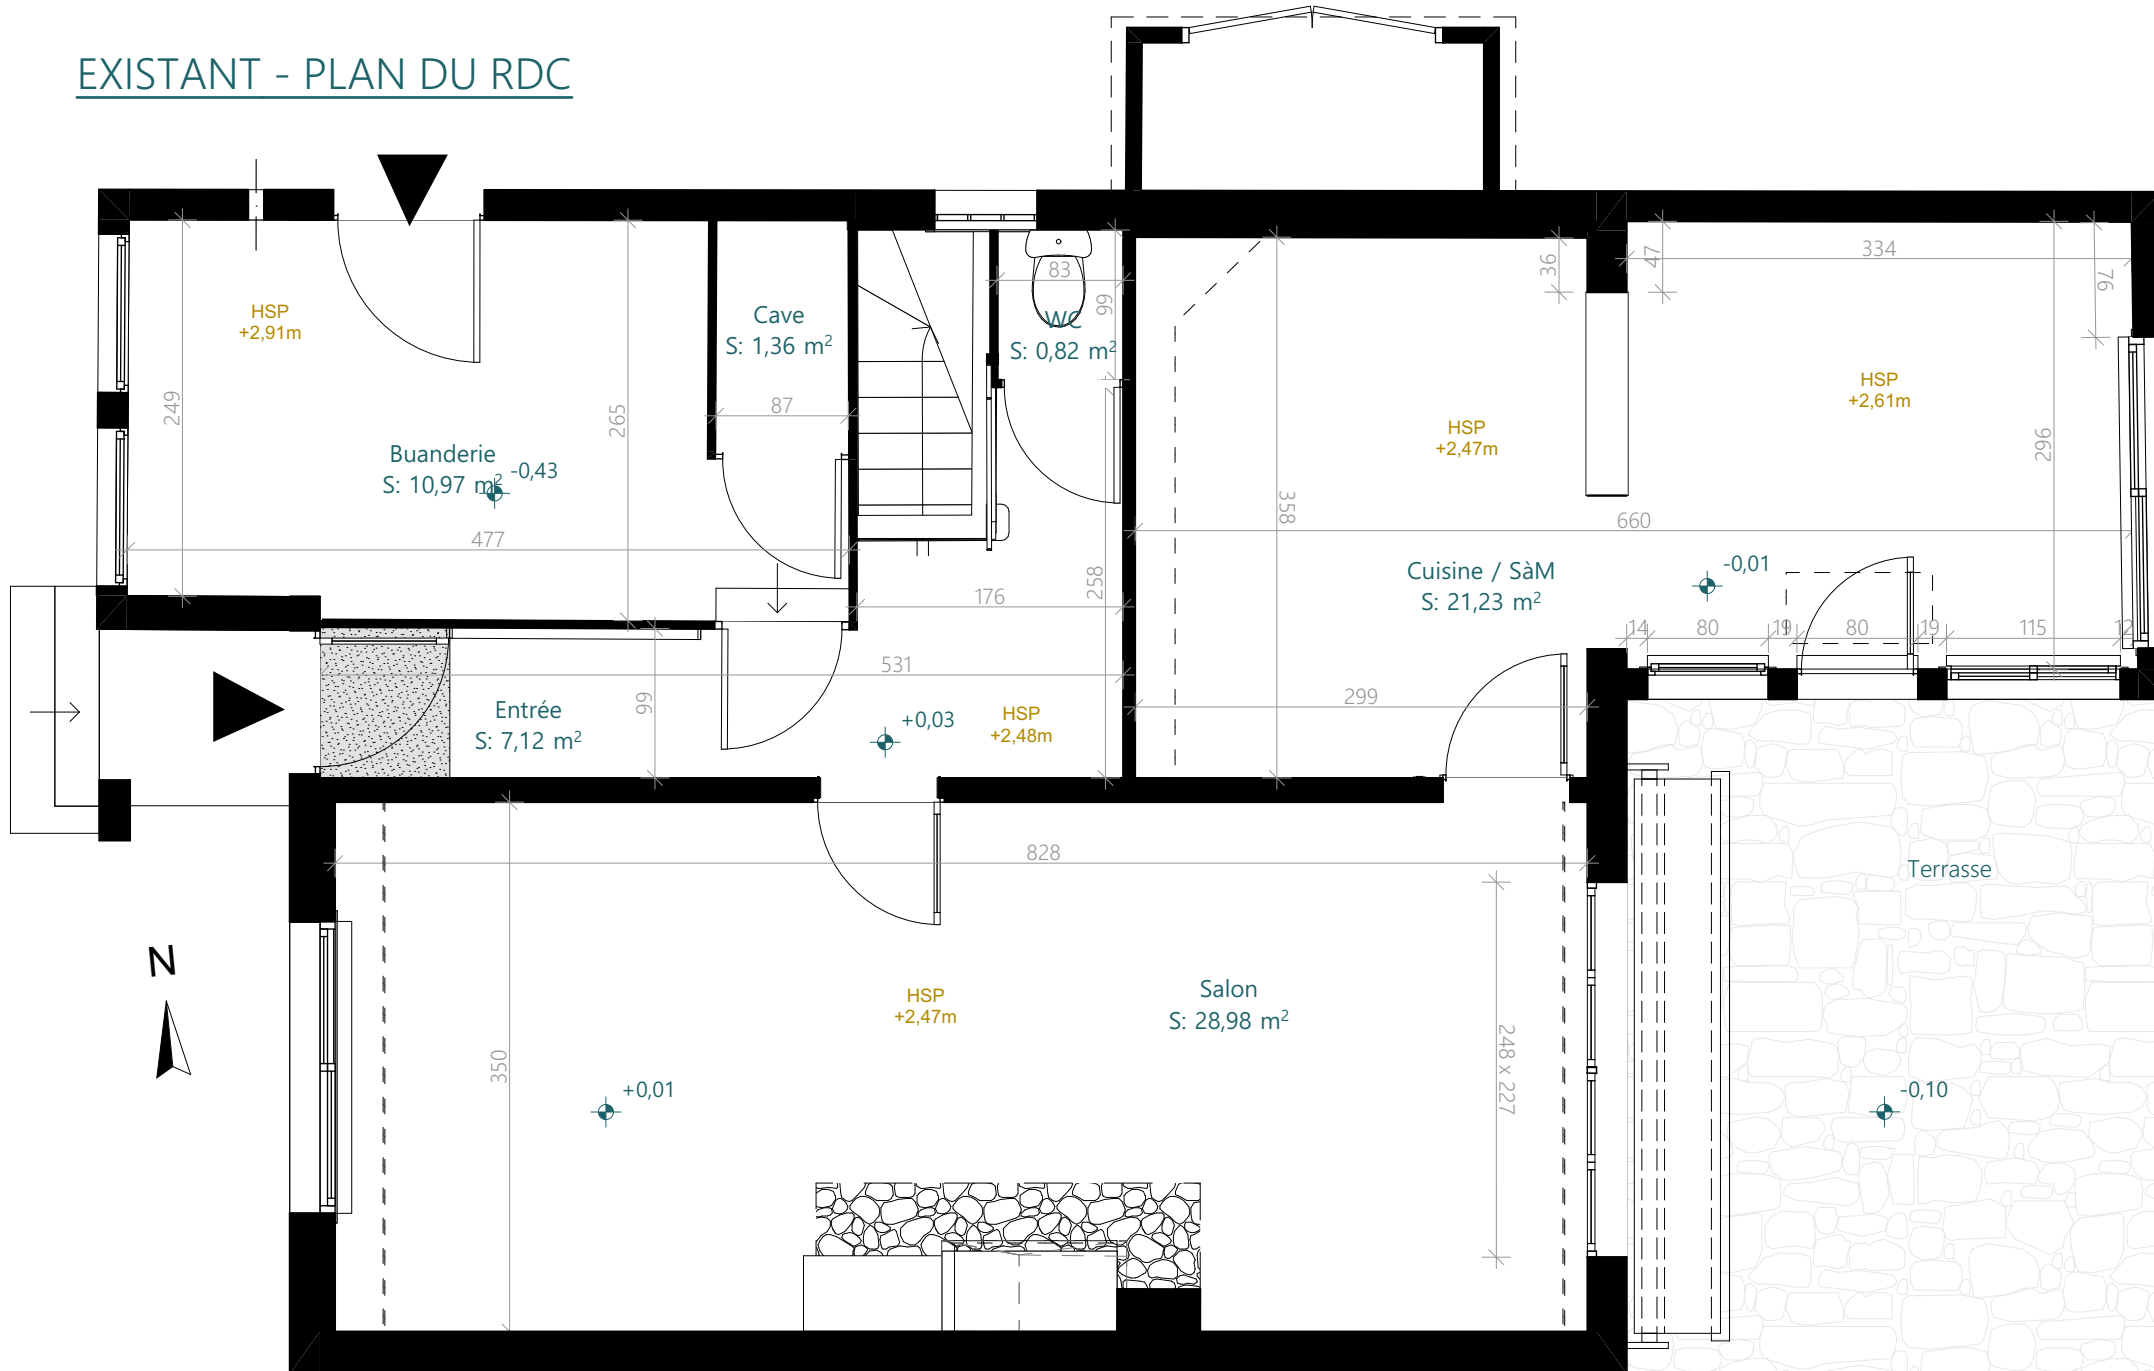 EXISTANT - PLAN DU RDC
HSP
+2,91m
249
265
Buanderie
S: 10,97 m²
-0,43
477
Cave
S: 1,36 m²
87
83
99
WC
S: 0,82 m²
258
176
531
99
Entrée
S: 7,12 m²
+0,03
HSP
+2,48m
358
36
47
334
97
HSP
+2,47m
HSP
+2,61m
296
660
Cuisine / SàM
S: 21,23 m²
-0,01
14
80
19
80
19
115
12
299
828
350
HSP
+2,47m
Salon
S: 28,98 m²
+0,01
248 x 227
Terrasse
-0,10
N